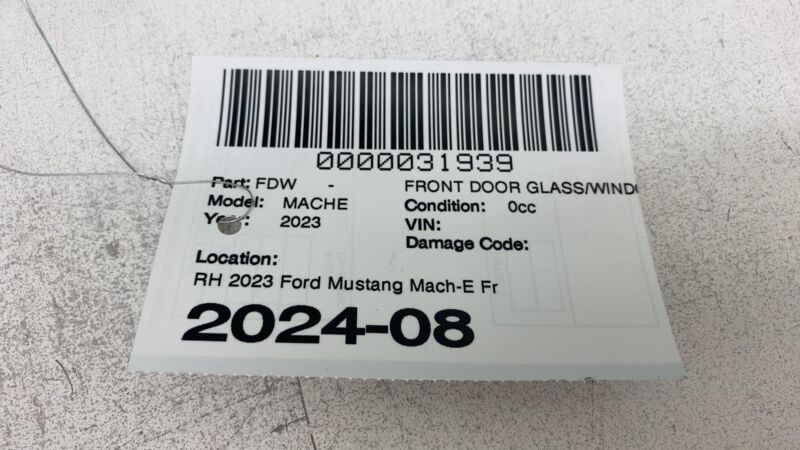 0000031939
Part: FDW - FRONT DOOR GLASS/WIND
Model: MACHE Condition: 0cc
Year: 2023 VIN:
Damage Code:
Location:
RH 2023 Ford Mustang Mach-E Fr
2024-08